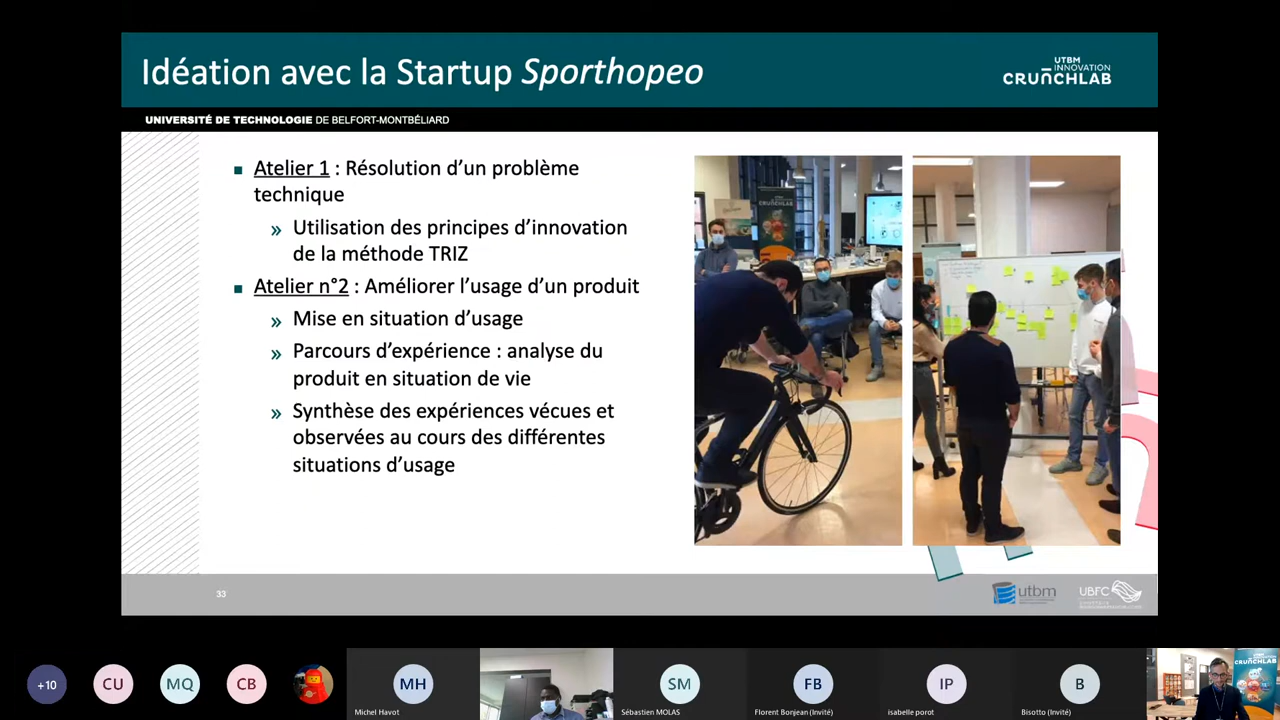 Idéation avec la Startup Sporthopeo
UTBM
INNOVATION
CRUNCHLAB
UNIVERSITÉ DE TECHNOLOGIE DE BELFORT-MONTBÉLIARD
Atelier 1 : Résolution d'un problème
technique
» Utilisation des principes d'innovation
de la méthode TRIZ
Atelier n°2 : Améliorer l'usage d'un produit
» Mise en situation d'usage
» Parcours d'expérience : analyse du
produit en situation de vie
» Synthèse des expériences vécues et
observées au cours des différentes
situations d'usage
CRUNCHLAB
33
utbm
UBFC
+10
CU
MQ
CB
MH
SM
FB
IP
B
Michel Havot
Sébastien MOLAS
Florent Bonjean (Invité)
isabelle porot
Bisotto (Invité)
UTBM
INNOVATION
CRUNCHLAB